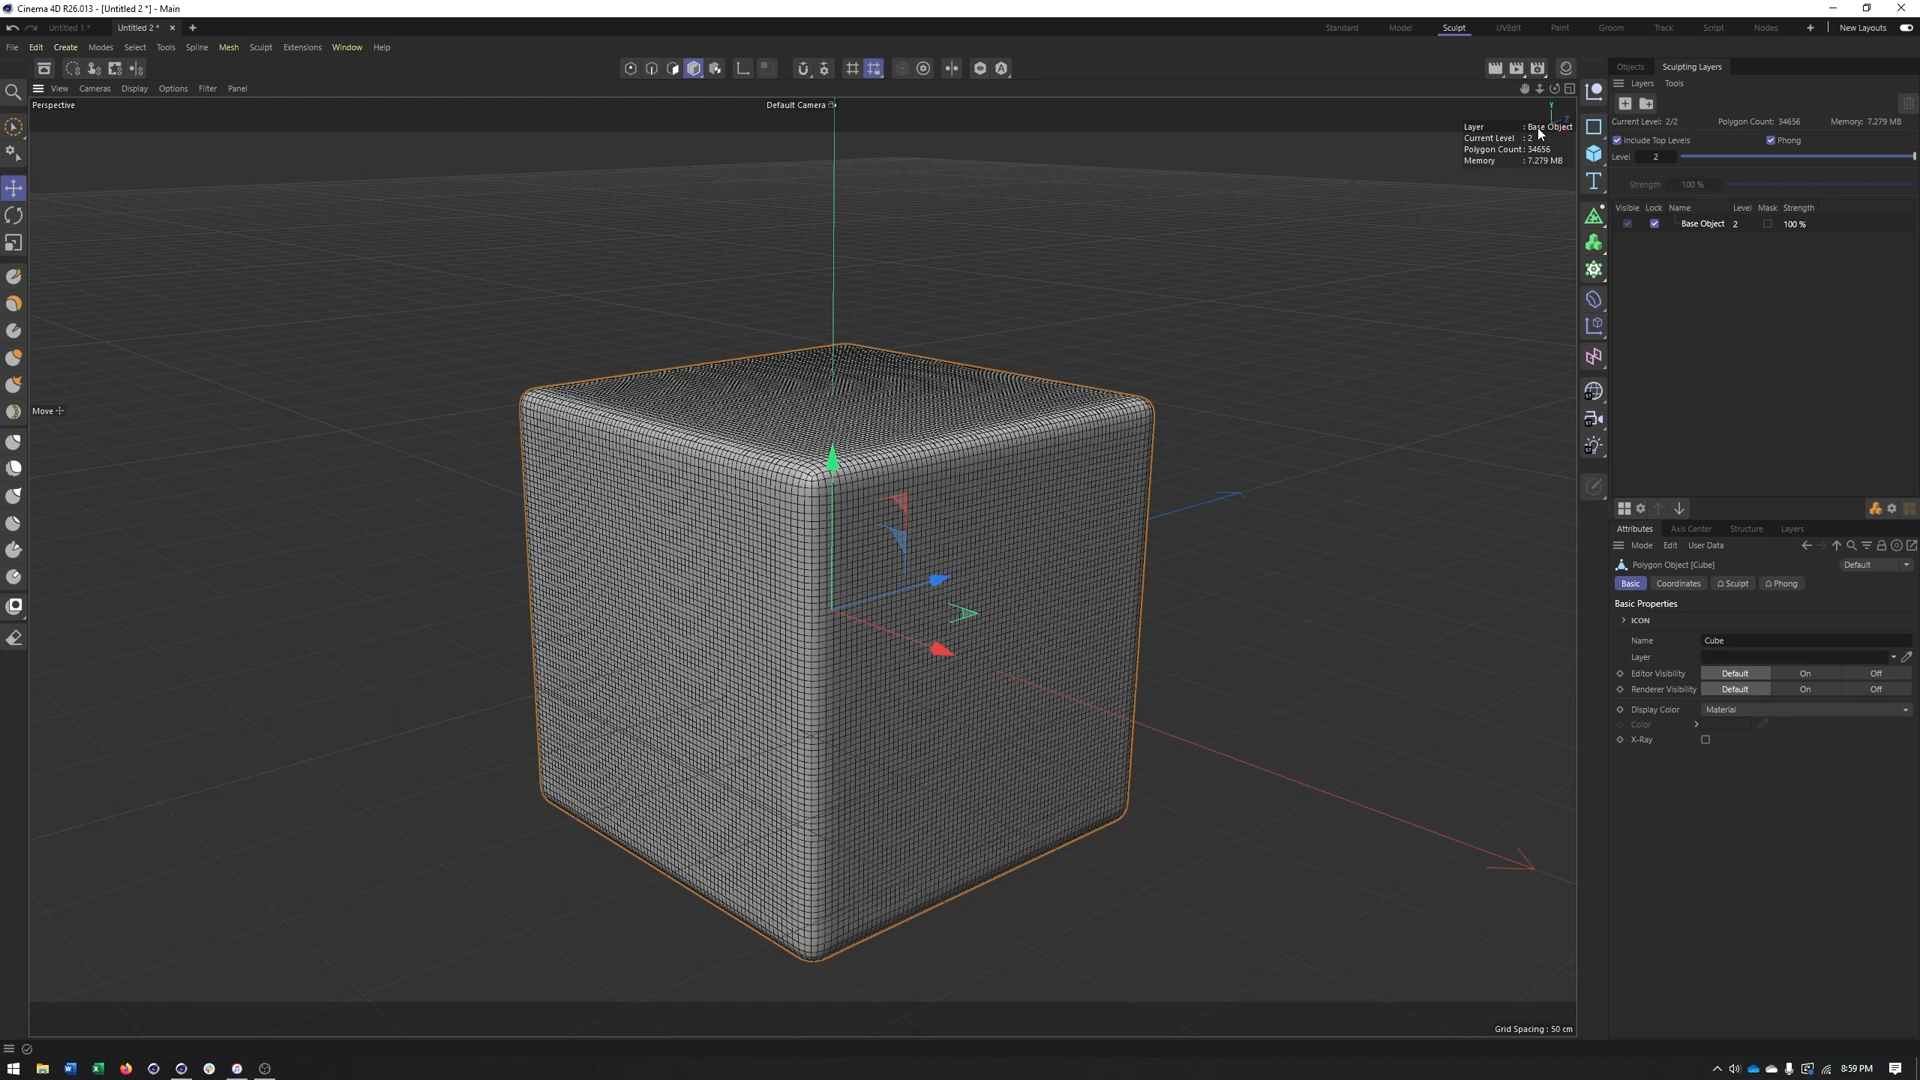 Cinema 4D R26.013 - [Untitled 2 *] - Main
Untitled 1 *
Untitled 2 *
Standard
Model
Sculpt
UVEdit
Paint
Groom
Track
Script
Nodes
New Layouts
File Edit Create Modes Select Tools Spline Mesh Sculpt Extensions Window Help
View Cameras Display Options Filter Panel
Perspective
Default Camera
Y
Z
Layer : Base Object
Current Level : 2
Polygon Count : 34656
Memory : 7.279 MB
Move
Grid Spacing : 50 cm
Objects
Sculpting Layers
Layers Tools
Current Level: 2/2 Polygon Count: 34656 Memory: 7.279 MB
Include Top Levels Phong
Level 2
Strength 100 %
Visible Lock Name Level Mask Strength
Base Object 2 100 %
Attributes Axis Center Structure Layers
Mode Edit User Data
Polygon Object [Cube] Default
Basic Coordinates Sculpt Phong
Basic Properties
ICON
Name Cube
Layer
Editor Visibility Default On Off
Renderer Visibility Default On Off
Display Color Material
Color
X-Ray
8:59 PM